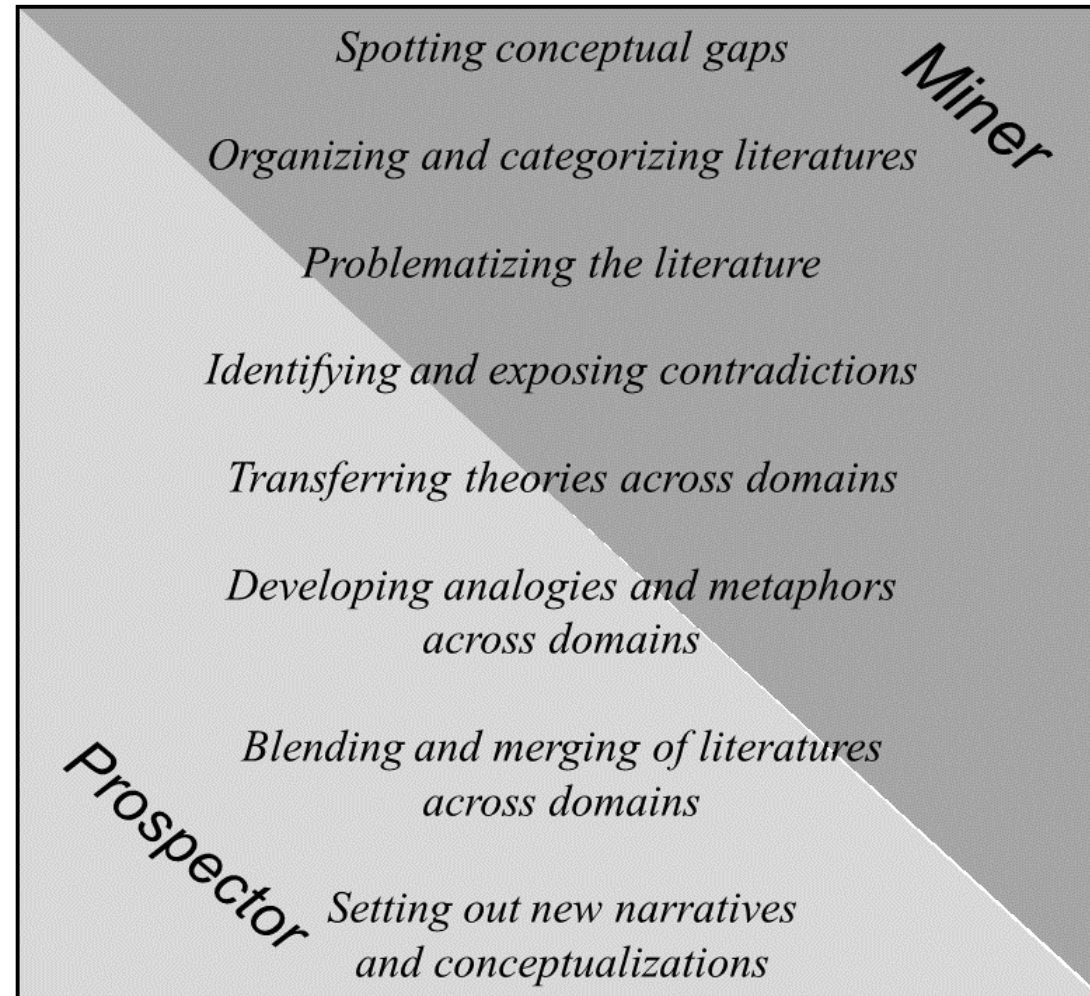 Spotting conceptual gaps
Miner
Organizing and categorizing literatures
Problematizing the literature
Identifying and exposing contradictions
Transferring theories across domains
Developing analogies and metaphors
across domains
Blending and merging of literatures
across domains
Prospector
Setting out new narratives
and conceptualizations